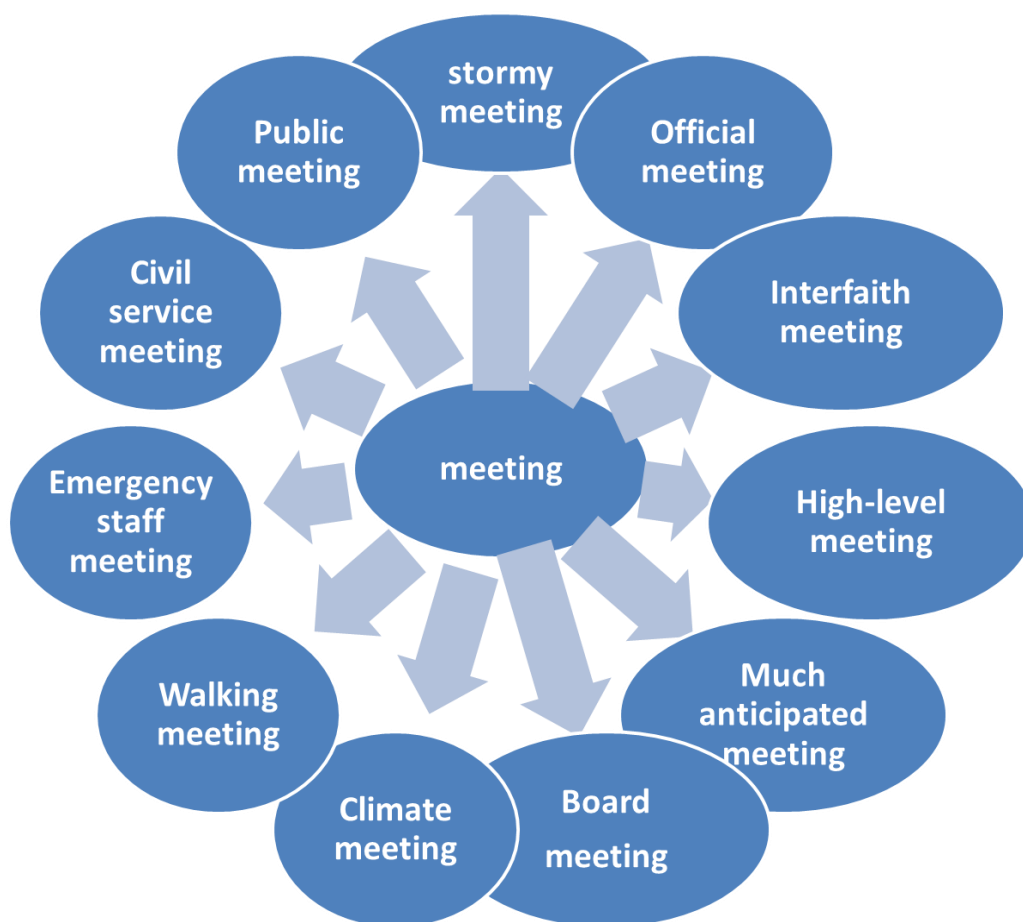 stormy
meeting
Official
meeting
Interfaith
meeting
High-level
meeting
Much
anticipated
meeting
Board
meeting
Climate
meeting
Walking
meeting
Emergency
staff
meeting
Civil
service
meeting
Public
meeting
meeting